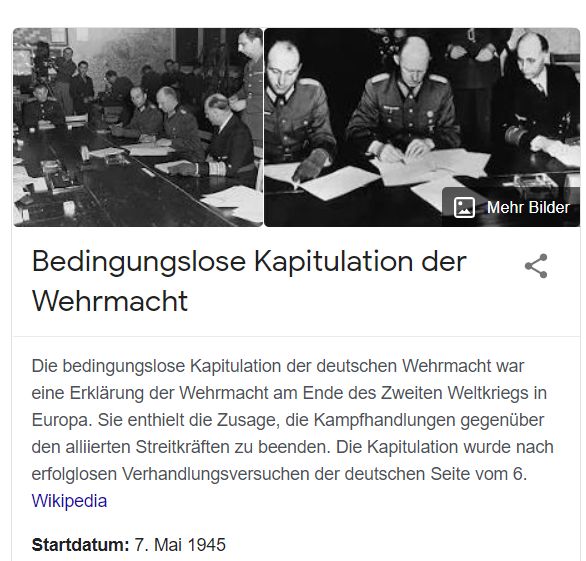 Mehr Bilder
Bedingungslose Kapitulation der
Wehrmacht
Die bedingungslose Kapitulation der deutschen Wehrmacht war
eine Erklärung der Wehrmacht am Ende des Zweiten Weltkriegs in
Europa. Sie enthielt die Zusage, die Kampfhandlungen gegenüber
den alliierten Streitkräften zu beenden. Die Kapitulation wurde nach
erfolglosen Verhandlungsversuchen der deutschen Seite vom 6.
Wikipedia
Startdatum: 7. Mai 1945